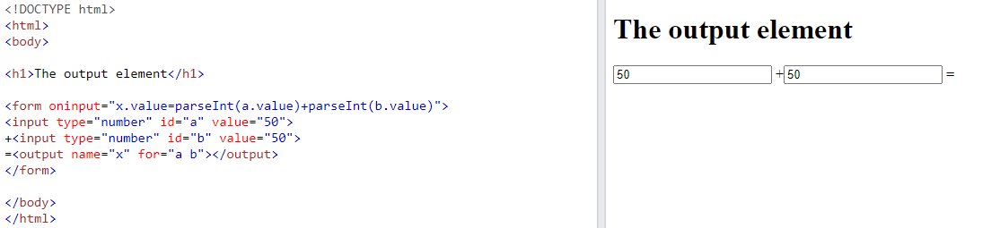 <!DOCTYPE html>
<html>
<body>
<h1>The output element</h1>
<form oninput="x.value=parseInt(a.value)+parseInt(b.value)">
<input type="number" id="a" value="50">
+<input type="number" id="b" value="50">
=<output name="x" for="a b"></output>
</form>
</body>
</html>
The output element
50 +50 =